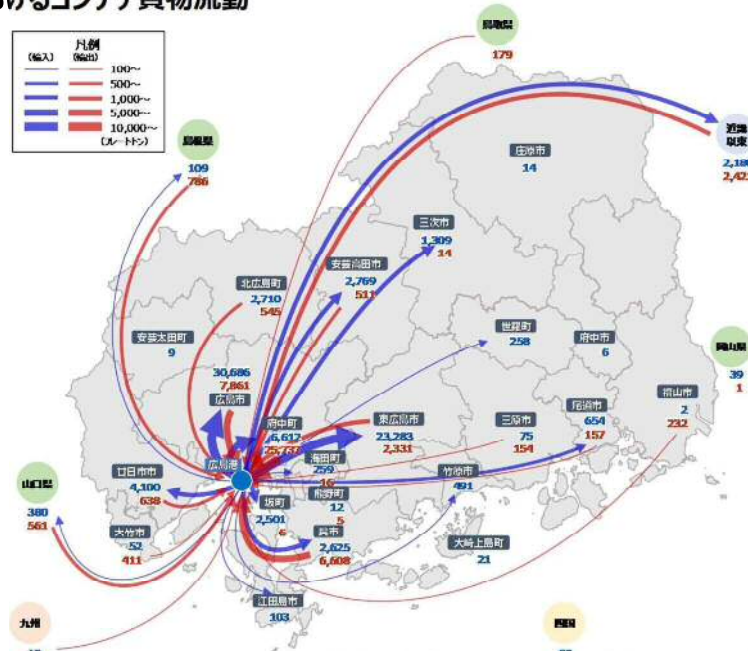 けるコンテナ貨物流動
凡例
(輸入) (輸出)
100～
500～
1,000～
5,000～
10,000～
(フレートトン)
鳥取県
179
島根県
109
786
近畿
以東
庄原市
14
三次市
1,309
14
安芸高田市
2,769
511
北広島町
2,710
545
安芸太田町
9
世羅町
258
府中市
6
岡山県
39
1
30,686
7,861
広島市
府中町
東広島市
23,283
2,331
三原市
75
154
尾道市
654
157
福山市
2
232
広島港
海田町
259
16
竹原市
491
廿日市市
4,100
638
山口県
380
561
坂町
2,501
6
熊野町
12
5
大竹市
52
411
呉市
2,625
6,608
大崎上島町
21
江田島市
103
九州
四国